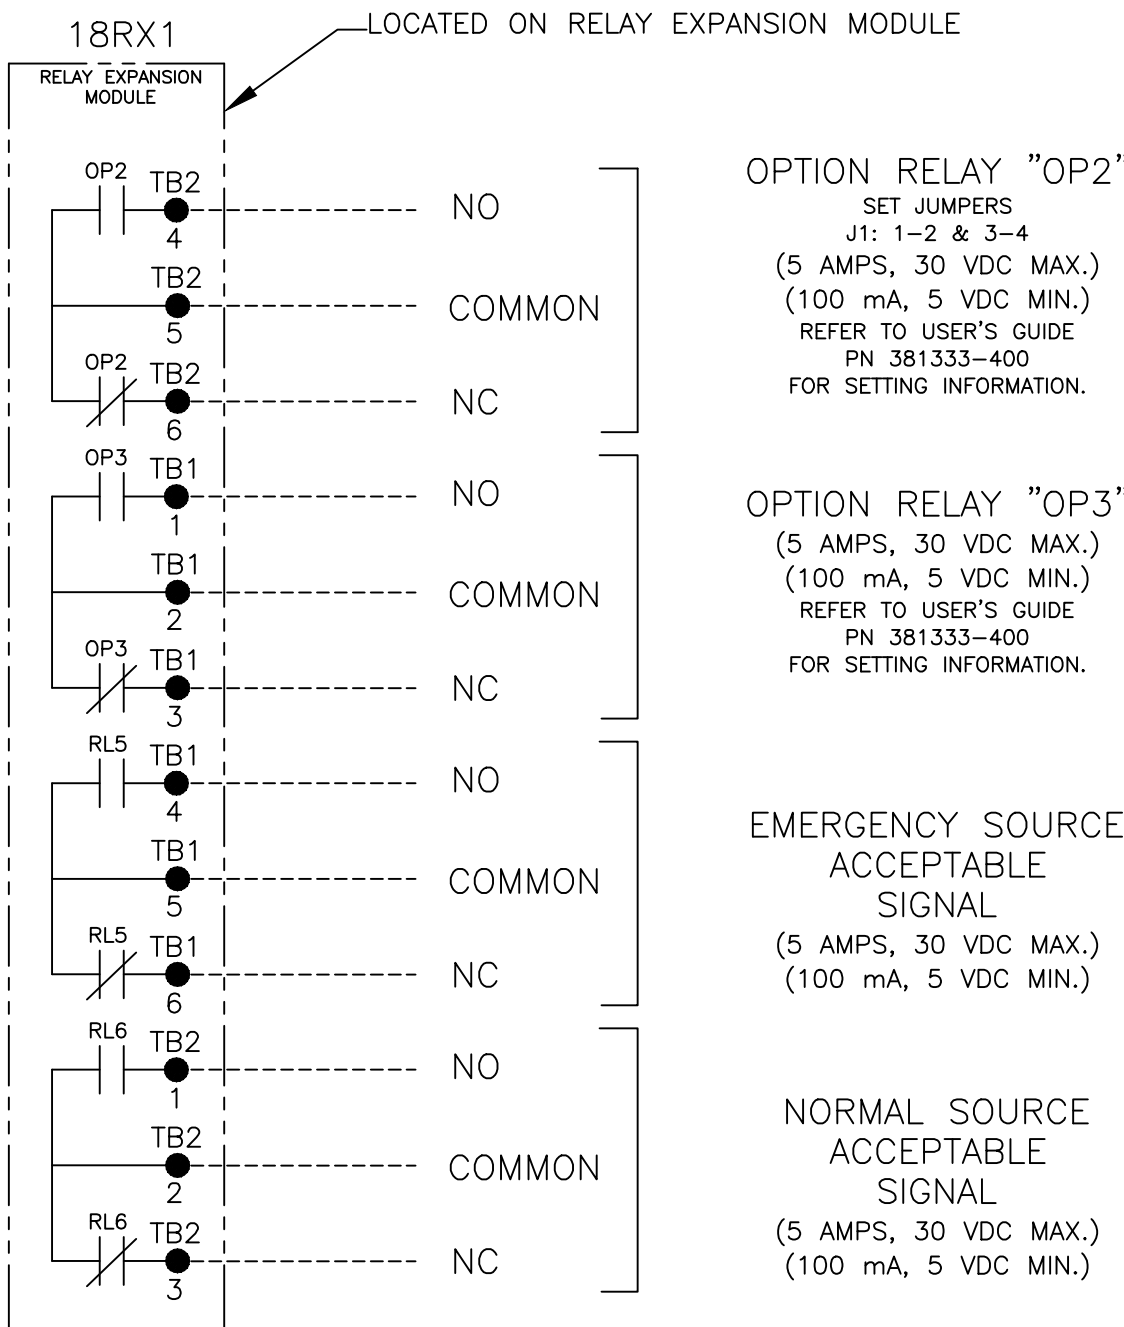 18RX1
LOCATED ON RELAY EXPANSION MODULE
RELAY EXPANSION
MODULE
OP2 TB2
4
NO
TB2
5
COMMON
OP2 TB2
6
NC
OPTION RELAY "OP2"
SET JUMPERS
J1: 1-2 & 3-4
(5 AMPS, 30 VDC MAX.)
(100 mA, 5 VDC MIN.)
REFER TO USER'S GUIDE
PN 381333-400
FOR SETTING INFORMATION.
OP3 TB1
1
NO
TB1
2
COMMON
OP3 TB1
3
NC
OPTION RELAY "OP3"
(5 AMPS, 30 VDC MAX.)
(100 mA, 5 VDC MIN.)
REFER TO USER'S GUIDE
PN 381333-400
FOR SETTING INFORMATION.
RL5 TB1
4
NO
TB1
5
COMMON
RL5 TB1
6
NC
EMERGENCY SOURCE
ACCEPTABLE
SIGNAL
(5 AMPS, 30 VDC MAX.)
(100 mA, 5 VDC MIN.)
RL6 TB2
1
NO
TB2
2
COMMON
RL6 TB2
3
NC
NORMAL SOURCE
ACCEPTABLE
SIGNAL
(5 AMPS, 30 VDC MAX.)
(100 mA, 5 VDC MIN.)